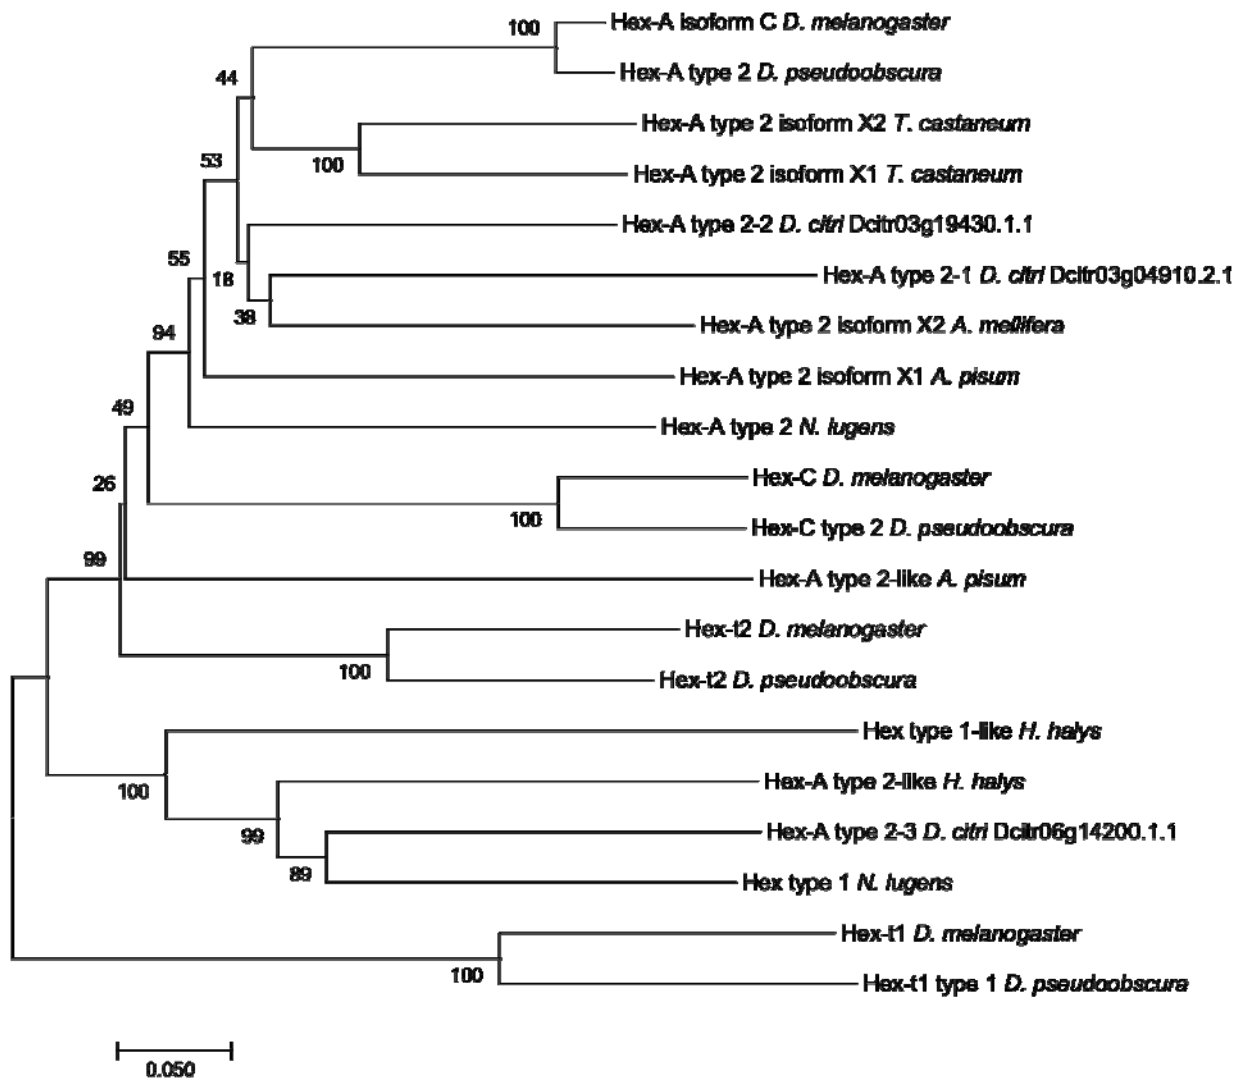 Hex-A isoform C D. melanogaster
100
Hex-A type 2 D. pseudoobscura
44
Hex-A type 2 isoform X2 T. castaneum
100
53
Hex-A type 2 isoform X1 T. castaneum
Hex-A type 2-2 D. citri Dcitr03g19430.1.1
55
18
Hex-A type 2-1 D. citri Dcitr03g04910.2.1
38
94
Hex-A type 2 isoform X2 A. mellifera
Hex-A type 2 isoform X1 A. pisum
49
Hex-A type 2 N. lugens
26
Hex-C D. melanogaster
100
Hex-C type 2 D. pseudoobscura
99
Hex-A type 2-like A. pisum
Hex-t2 D. melanogaster
100
Hex-t2 D. pseudoobscura
Hex type 1-like H. halys
100
Hex-A type 2-like H. halys
99
Hex-A type 2-3 D. citri Dcitr06g14200.1.1
89
Hex type 1 N. lugens
Hex-t1 D. melanogaster
100
Hex-t1 type 1 D. pseudoobscura
0.050